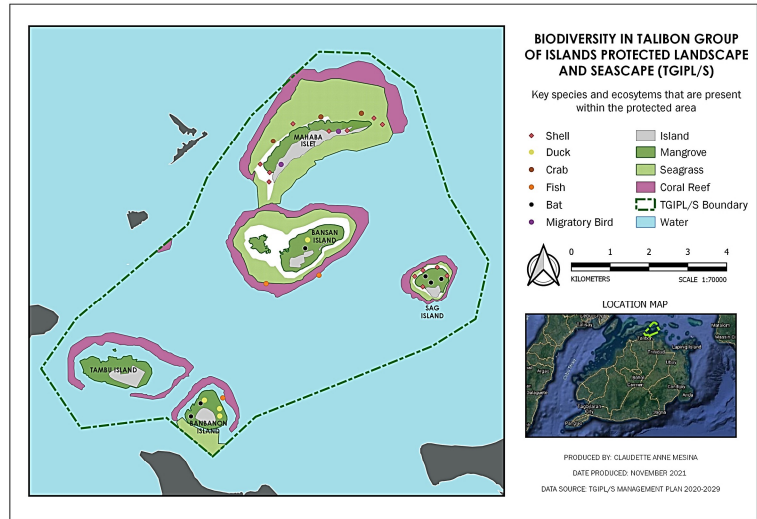 BIODIVERSITY IN TALIBON GROUP
OF ISLANDS PROTECTED LANDSCAPE
AND SEASCAPE (TGIPL/S)
Key species and ecosytems that are present
within the protected area
Shell
Duck
Crab
Fish
Bat
Migratory Bird
Island
Mangrove
Seagrass
Coral Reef
TGIPL/S Boundary
Water
MAHABA
ISLET
BANSAN
ISLAND
SAG
ISLAND
TAMBU ISLAND
BANBANON
ISLAND
0 1 2 3 4
KILOMETERS
SCALE 1:70000
LOCATION MAP
PRODUCED BY: CLAUDETTE ANNE MESINA
DATE PRODUCED: NOVEMBER 2021
DATA SOURCE: TGIPL/S MANAGEMENT PLAN 2020-2029